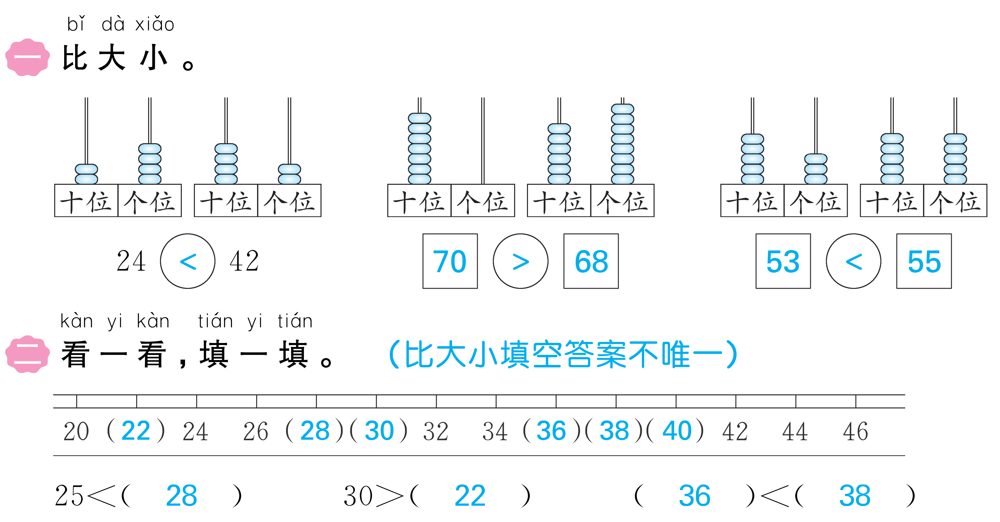 bǐ dà xiǎo
一 比大小。
十位 个位 十位 个位 十位 个位 十位 个位 十位 个位 十位 个位
24 < 42 70 > 68 53 < 55
kàn yi kàn tián yi tián
二 看一看,填一填。 (比大小填空答案不唯一)
20 (22) 24 26 (28)(30) 32 34 (36)(38)(40) 42 44 46
25<( 28 ) 30>( 22 ) ( 36 )<( 38 )